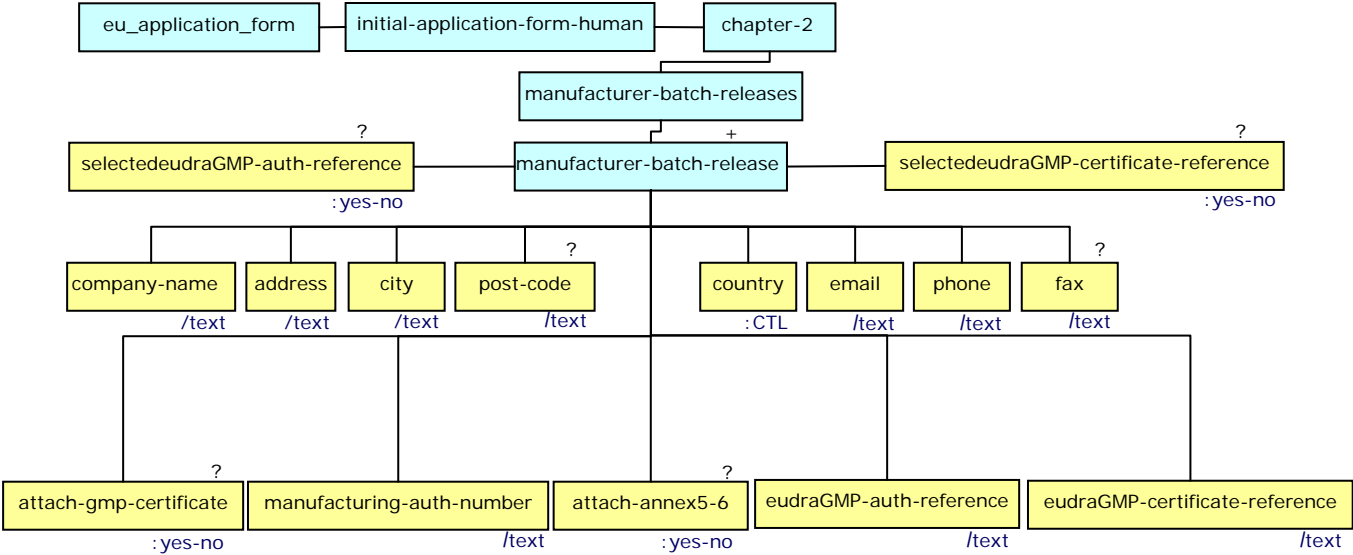 eu_application_form
initial-application-form-human
chapter-2
manufacturer-batch-releases
?
+
?
selectedeudraGMP-auth-reference
manufacturer-batch-release
selectedeudraGMP-certificate-reference
:yes-no
:yes-no
?
?
company-name
address
city
post-code
country
email
phone
fax
/text
/text
/text
/text
:CTL
/text
/text
/text
?
?
attach-gmp-certificate
manufacturing-auth-number
attach-annex5-6
eudraGMP-auth-reference
eudraGMP-certificate-reference
:yes-no
/text
:yes-no
/text
/text